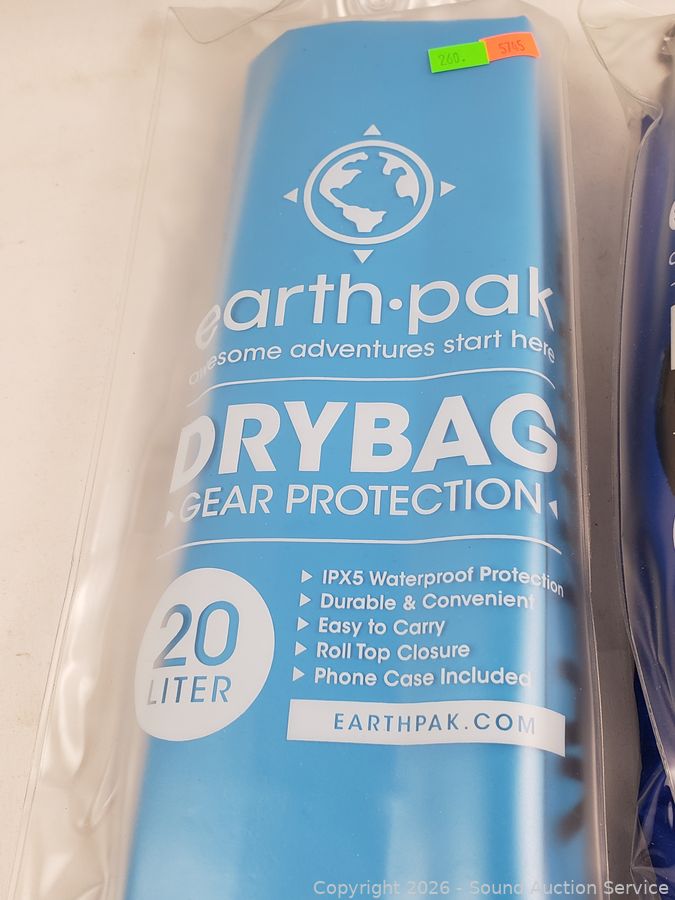 260.
5745
earth•pak
awesome adventures start here
DRYBAG
GEAR PROTECTION
IPX5 Waterproof Protection
Durable & Convenient
Easy to Carry
Roll Top Closure
Phone Case Included
20
LITER
EARTHPAK.COM
Copyright 2026 - Sound Auction Service